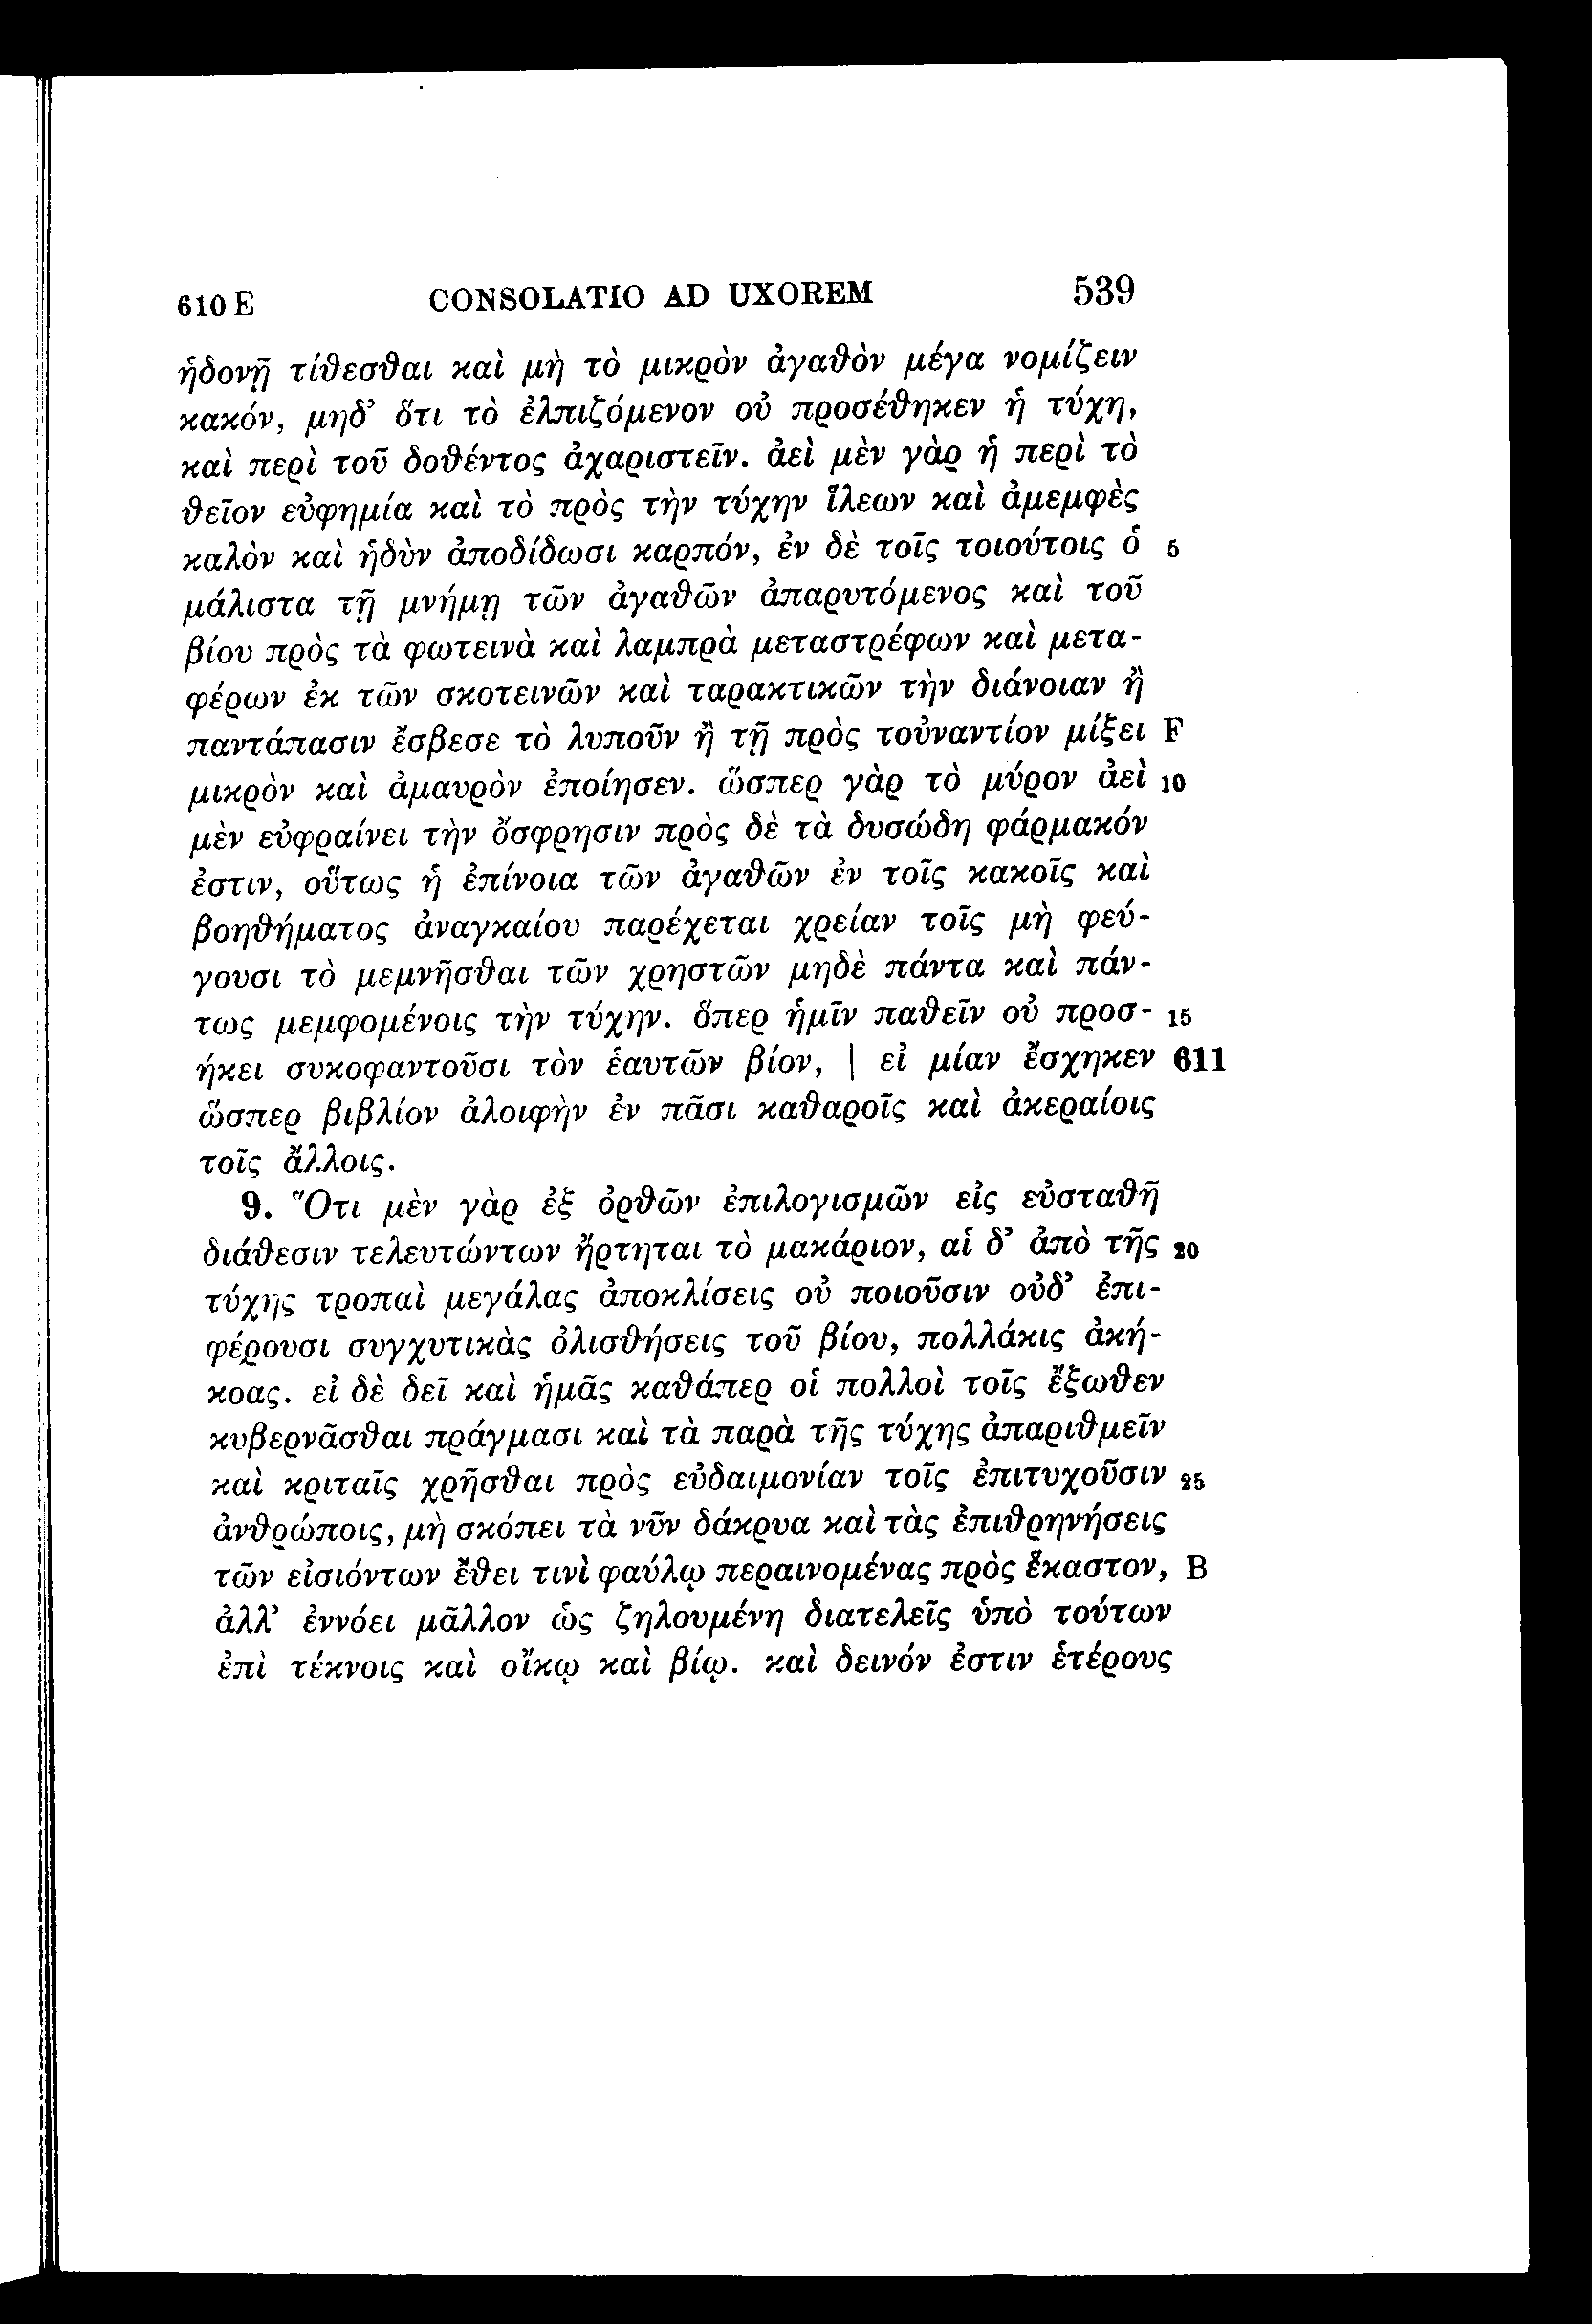 610 E CONSOLATIO AD UXOREM 539
ἡδονῇ τίθεσθαι καὶ μὴ τὸ μικρὸν ἀγαθὸν μέγα νομίζειν
κακόν, μηδ’ ὅτι τὸ ἐλπιζόμενον οὐ προσέθηκεν ἡ τύχη,
καὶ περὶ τοῦ δοθέντος ἀχαριστεῖν. ἀεὶ μὲν γὰρ ἡ περὶ τὸ
θεῖον εὐφημία καὶ τὸ πρὸς τὴν τύχην ἵλεων καὶ ἀμεμφὲς
καλὸν καὶ ἡδὺν ἀποδίδωσι καρπόν, ἐν δὲ τοῖς τοιούτοις ὁ 5
μάλιστα τῇ μνήμῃ τῶν ἀγαθῶν ἀπαρυτόμενος καὶ τοῦ
βίου πρὸς τὰ φωτεινὰ καὶ λαμπρὰ μεταστρέφων καὶ μετα-
φέρων ἐκ τῶν σκοτεινῶν καὶ ταρακτικῶν τὴν διάνοιαν ἢ
παντάπασιν ἔσβεσε τὸ λυποῦν ἢ τῇ πρὸς τοὐναντίον μίξει F
μικρὸν καὶ ἀμαυρὸν ἐποίησεν. ὥσπερ γὰρ τὸ μύρον ἀεὶ 10
μὲν εὐφραίνει τὴν ὄσφρησιν πρὸς δὲ τὰ δυσώδη φάρμακόν
ἐστιν, οὕτως ἡ ἐπίνοια τῶν ἀγαθῶν ἐν τοῖς κακοῖς καὶ
βοηθήματος ἀναγκαίου παρέχεται χρείαν τοῖς μὴ φεύ-
γουσι τὸ μεμνῆσθαι τῶν χρηστῶν μηδὲ πάντα καὶ πάν-
τως μεμφομένοις τὴν τύχην. ὅπερ ἡμῖν παθεῖν οὐ προσ- 15
ήκει συκοφαντοῦσι τὸν ἑαυτῶν βίον, | εἰ μίαν ἔσχηκεν 611
ὥσπερ βιβλίον ἀλοιφὴν ἐν πᾶσι καθαροῖς καὶ ἀκεραίοις
τοῖς ἄλλοις.
9. Ὅτι μὲν γὰρ ἐξ ὀρθῶν ἐπιλογισμῶν εἰς εὐσταθῆ
διάθεσιν τελευτώντων ἤρτηται τὸ μακάριον, αἱ δ’ ἀπὸ τῆς 20
τύχης τροπαὶ μεγάλας ἀποκλίσεις οὐ ποιοῦσιν οὐδ’ ἐπι-
φέρουσι συγχυτικὰς ὀλισθήσεις τοῦ βίου, πολλάκις ἀκή-
κοας. εἰ δὲ δεῖ καὶ ἡμᾶς καθάπερ οἱ πολλοὶ τοῖς ἔξωθεν
κυβερνᾶσθαι πράγμασι καὶ τὰ παρὰ τῆς τύχης ἀπαριθμεῖν
καὶ κριταῖς χρῆσθαι πρὸς εὐδαιμονίαν τοῖς ἐπιτυχοῦσιν 25
ἀνθρώποις, μὴ σκόπει τὰ νῦν δάκρυα καὶ τὰς ἐπιθρηνήσεις
τῶν εἰσιόντων ἔθει τινὶ φαύλῳ περαινομένας πρὸς ἕκαστον, B
ἀλλ’ ἐννόει μᾶλλον ὡς ζηλουμένη διατελεῖς ὑπὸ τούτων
ἐπὶ τέκνοις καὶ οἴκῳ καὶ βίῳ. καὶ δεινόν ἐστιν ἑτέρους